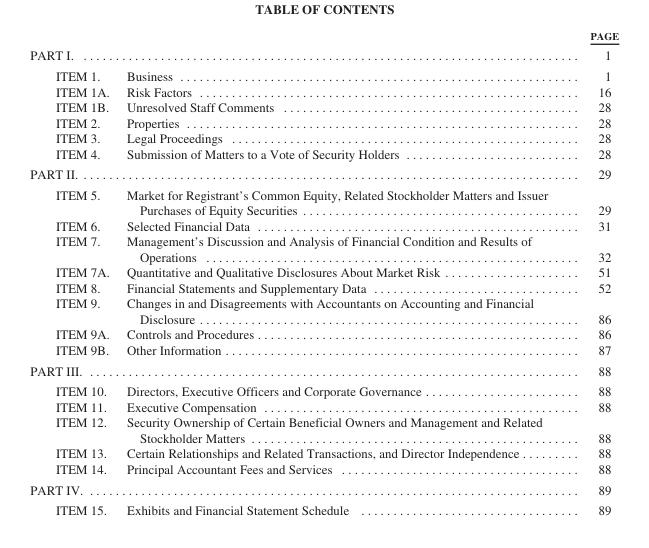 TABLE OF CONTENTS
PAGE
PART I. 1
ITEM 1. Business 1
ITEM 1A. Risk Factors 16
ITEM 1B. Unresolved Staff Comments 28
ITEM 2. Properties 28
ITEM 3. Legal Proceedings 28
ITEM 4. Submission of Matters to a Vote of Security Holders 28
PART II. 29
ITEM 5. Market for Registrant's Common Equity, Related Stockholder Matters and Issuer
Purchases of Equity Securities 29
ITEM 6. Selected Financial Data 31
ITEM 7. Management's Discussion and Analysis of Financial Condition and Results of
Operations 32
ITEM 7A. Quantitative and Qualitative Disclosures About Market Risk 51
ITEM 8. Financial Statements and Supplementary Data 52
ITEM 9. Changes in and Disagreements with Accountants on Accounting and Financial
Disclosure 86
ITEM 9A. Controls and Procedures 86
ITEM 9B. Other Information 87
PART III. 88
ITEM 10. Directors, Executive Officers and Corporate Governance 88
ITEM 11. Executive Compensation 88
ITEM 12. Security Ownership of Certain Beneficial Owners and Management and Related
Stockholder Matters 88
ITEM 13. Certain Relationships and Related Transactions, and Director Independence 88
ITEM 14. Principal Accountant Fees and Services 88
PART IV. 89
ITEM 15. Exhibits and Financial Statement Schedule 89